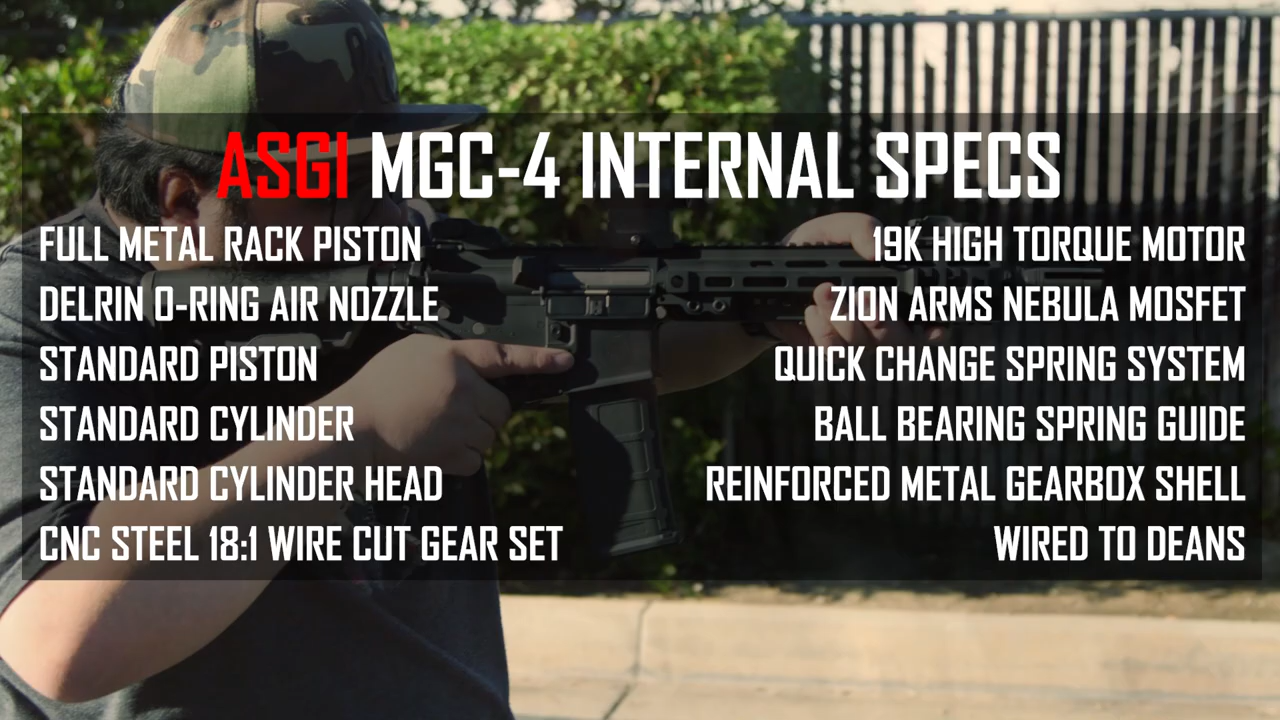 ASGI MGC-4 INTERNAL SPECS
FULL METAL RACK PISTON
DELRIN O-RING AIR NOZZLE
STANDARD PISTON
STANDARD CYLINDER
STANDARD CYLINDER HEAD
CNC STEEL 18:1 WIRE CUT GEAR SET
19K HIGH TORQUE MOTOR
ZION ARMS NEBULA MOSFET
QUICK CHANGE SPRING SYSTEM
BALL BEARING SPRING GUIDE
REINFORCED METAL GEARBOX SHELL
WIRED TO DEANS